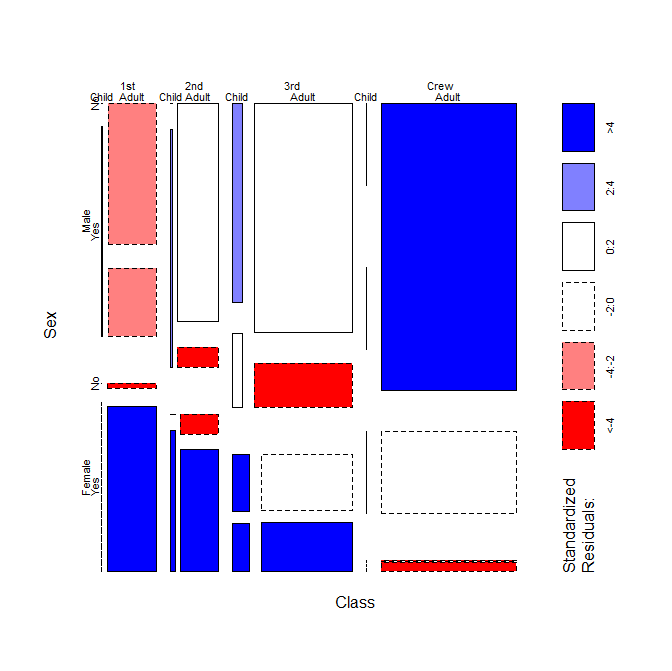 1st 2nd 3rd Crew
Child Adult Child Adult Child Adult Child Adult
No
Male
Yes
No
Female
Yes
Sex
Class
>4
2:4
0:2
-2:0
-4:-2
<-4
Standardized
Residuals: